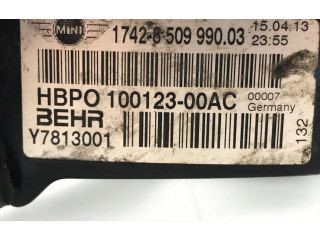 MINI 1742-8 509 990.03 15.04.13
23:55
HBPO 100123-00AC 00007
Germany
BEHR
Y7813001
132